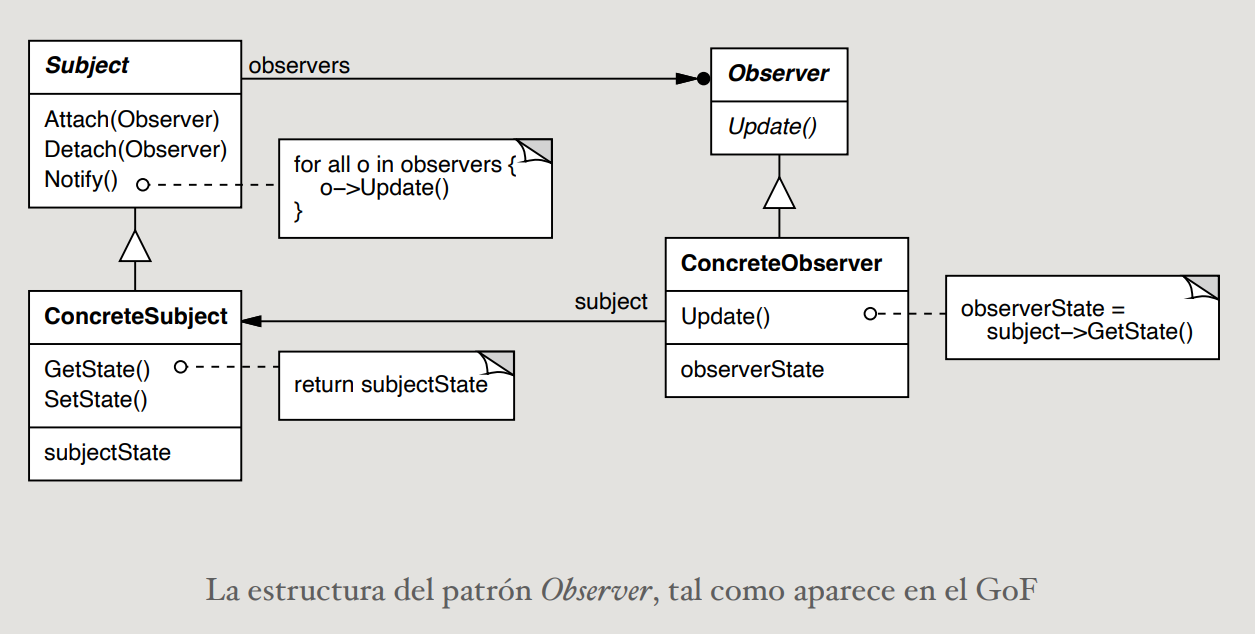 Subject
observers
Observer
Attach(Observer)
Detach(Observer)
Notify()
for all o in observers {
o−>Update()
}
Update()
ConcreteSubject
subject
ConcreteObserver
GetState()
SetState()
return subjectState
subjectState
Update()
observerState =
subject−>GetState()
observerState
La estructura del patrón Observer, tal como aparece en el GoF